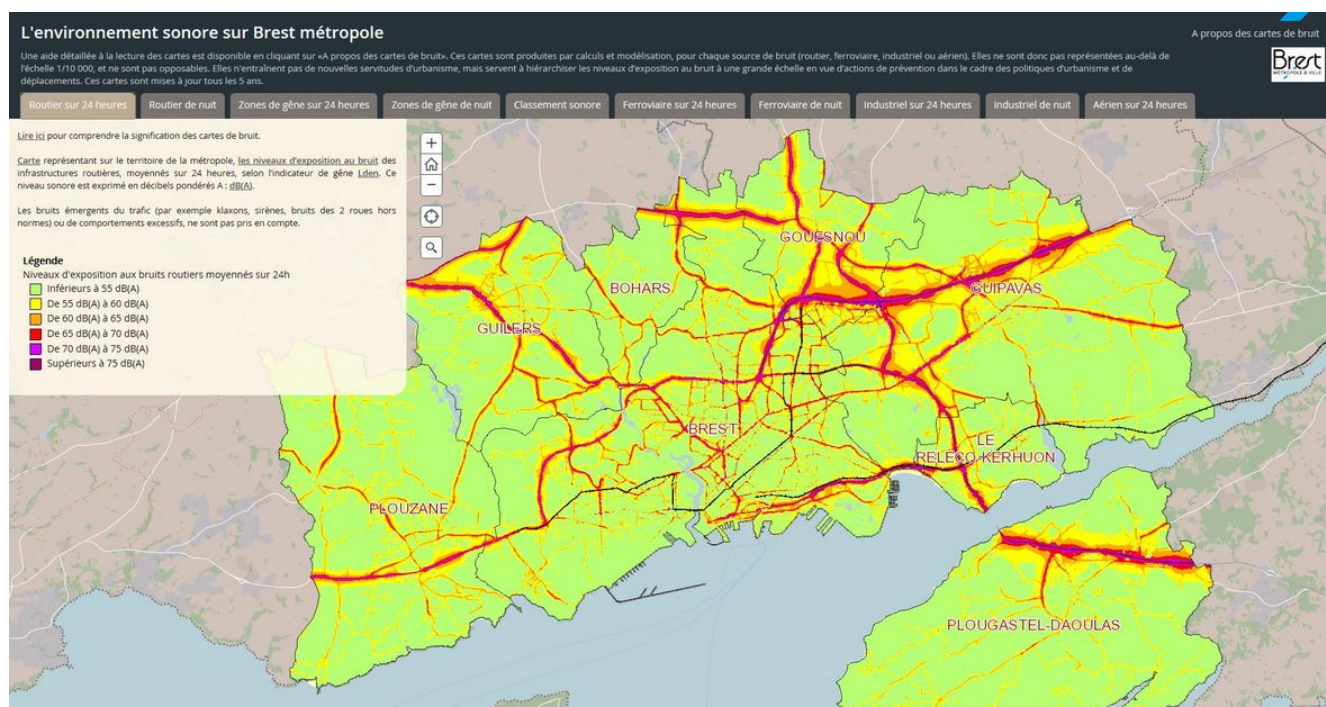 L'environnement sonore sur Brest métropole
A propos des cartes de bruit
Une aide détaillée à la lecture des cartes est disponible en cliquant sur «A propos des cartes de bruit». Ces cartes sont produites par calculs et modélisation, pour chaque source de bruit (routier, ferroviaire, industriel ou aérien). Elles ne sont donc pas représentées au-delà de
l'échelle 1/10 000, et ne sont pas opposables. Elles n'entraînent pas de nouvelles servitudes d'urbanisme, mais servent à hiérarchiser les niveaux d'exposition au bruit à une grande échelle en vue d'actions de prévention dans le cadre des politiques d'urbanisme et de
déplacements. Ces cartes sont mises à jour tous les 5 ans.
Brest
MÉTROPOLE & VILLE
Routier sur 24 heures
Routier de nuit
Zones de gêne sur 24 heures
Zones de gêne de nuit
Classement sonore
Ferroviaire sur 24 heures
Ferroviaire de nuit
Industriel sur 24 heures
Industriel de nuit
Aérien sur 24 heures
Lire ici pour comprendre la signification des cartes de bruit.
Carte représentant sur le territoire de la métropole, les niveaux d'exposition au bruit des
infrastructures routières, moyennés sur 24 heures, selon l'indicateur de gêne Lden. Ce
niveau sonore est exprimé en décibels pondérés A : dB(A).
Les bruits émergents du trafic (par exemple klaxons, sirènes, bruits des 2 roues hors
normes) ou de comportements excessifs, ne sont pas pris en compte.
Légende
Niveaux d'exposition aux bruits routiers moyennés sur 24h
Inférieurs à 55 dB(A)
De 55 dB(A) à 60 dB(A)
De 60 dB(A) à 65 dB(A)
De 65 dB(A) à 70 dB(A)
De 70 dB(A) à 75 dB(A)
Supérieurs à 75 dB(A)
GOUESNOU
BOHARS
GUIPAVAS
GUILERS
BREST
LE
RELECQ-KERHUON
PLOUZANE
PLOUGASTEL-DAOULAS